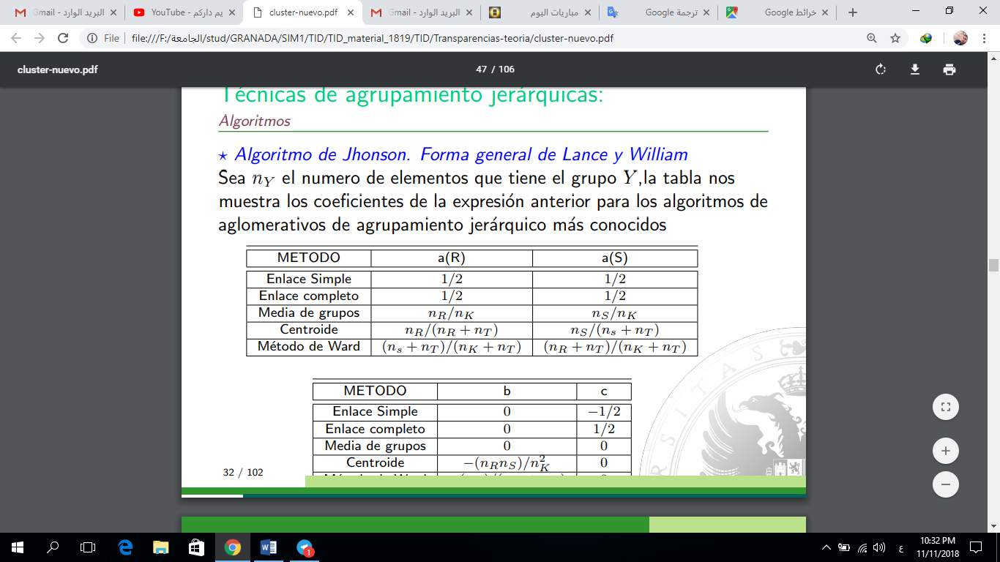 Gmail - البريد الوارد
YouTube - يم داركم
cluster-nuevo.pdf
Gmail - البريد الوارد
مباريات اليوم
ترجمة Google
خرائط Google
File file:///F:/الجامعة/stud/GRANADA/SIM1/TID/TID_material_1819/TID/Transparencias-teoria/cluster-nuevo.pdf
cluster-nuevo.pdf 47 / 106
Técnicas de agrupamiento jerárquicas:
Algoritmos
⋆ Algoritmo de Jhonson. Forma general de Lance y William
Sea n_Y el numero de elementos que tiene el grupo Y,la tabla nos
muestra los coeficientes de la expresión anterior para los algoritmos de
aglomerativos de agrupamiento jerárquico más conocidos
METODO a(R) a(S)
Enlace Simple 1/2 1/2
Enlace completo 1/2 1/2
Media de grupos n_R/n_K n_S/n_K
Centroide n_R/(n_R + n_T) n_S/(n_s + n_T)
Método de Ward (n_s + n_T)/(n_K + n_T) (n_R + n_T)/(n_K + n_T)
METODO b c
Enlace Simple 0 −1/2
Enlace completo 0 1/2
Media de grupos 0 0
Centroide −(n_R n_S)/n_K^2 0
32 / 102
SITAS
1
ع
10:32 PM
11/11/2018